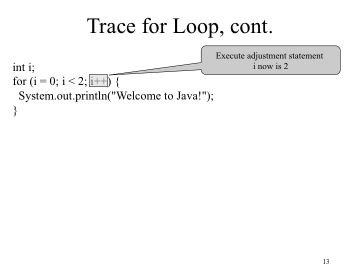 Trace for Loop, cont.
Execute adjustment statement
i now is 2
int i;
for (i = 0; i < 2; i++) {
System.out.println("Welcome to Java!");
}
13